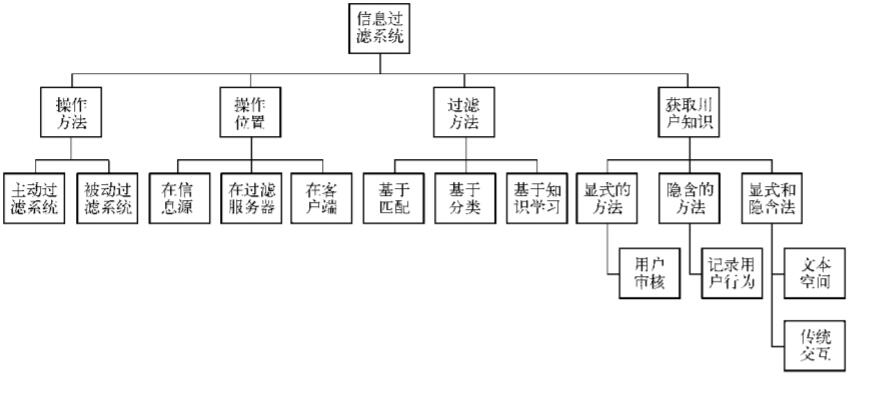 信息过
滤系统
操作
方法
操作
位置
过滤
方法
获取用
户知识
主动过
滤系统
被动过
滤系统
在信
息源
在过滤
服务器
在客
户端
基于
匹配
基于
分类
基于知
识学习
显式的
方法
隐含的
方法
显式和
隐含法
用户
审核
记录用
户行为
文本
空间
传统
交互